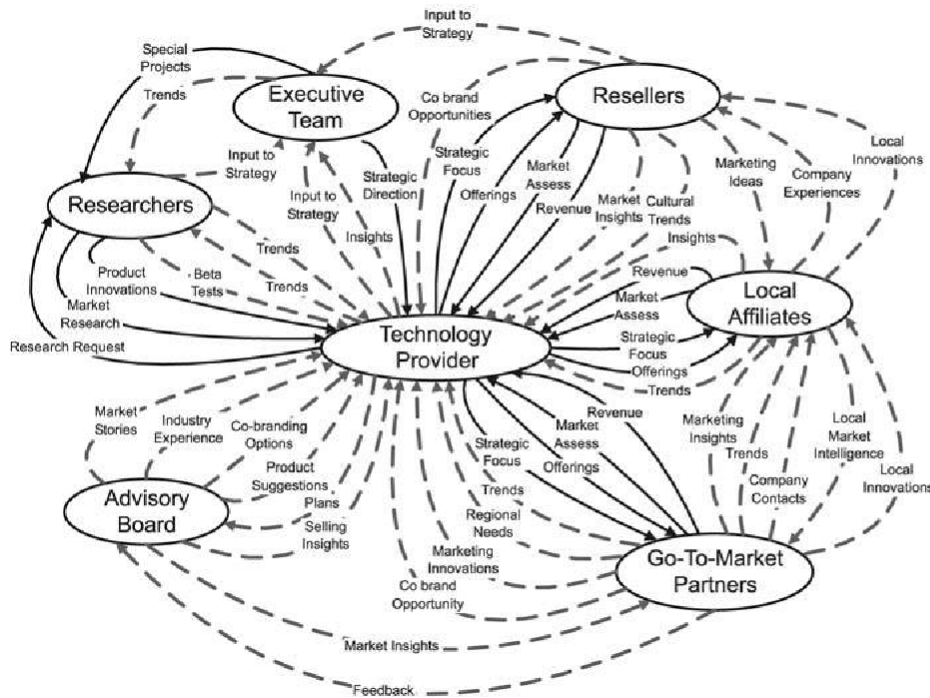 Input to
Strategy
Special
Projects
Trends
Executive
Team
Co brand
Opportunities
Resellers
Local
Innovations
Input to
Strategy
Strategic
Direction
Strategic
Focus
Offerings
Market
Assess
Revenue
Marketing
Ideas
Company
Experiences
Researchers
Input to
Strategy
Insights
Market
Insights
Cultural
Trends
Insights
Trends
Trends
Product
Innovations
Beta
Tests
Market
Research
Research Request
Technology
Provider
Revenue
Market
Assess
Local
Affiliates
Strategic
Focus
Offerings
Trends
Market
Stories
Industry
Experience
Co-branding
Options
Product
Suggestions
Plans
Selling
Insights
Strategic
Focus
Revenue
Market
Assess
Offerings
Trends
Regional
Needs
Marketing
Innovations
Co brand
Opportunity
Marketing
Insights
Trends
Company
Contacts
Local
Market
Intelligence
Local
Innovations
Advisory
Board
Go-To-Market
Partners
Market Insights
Feedback